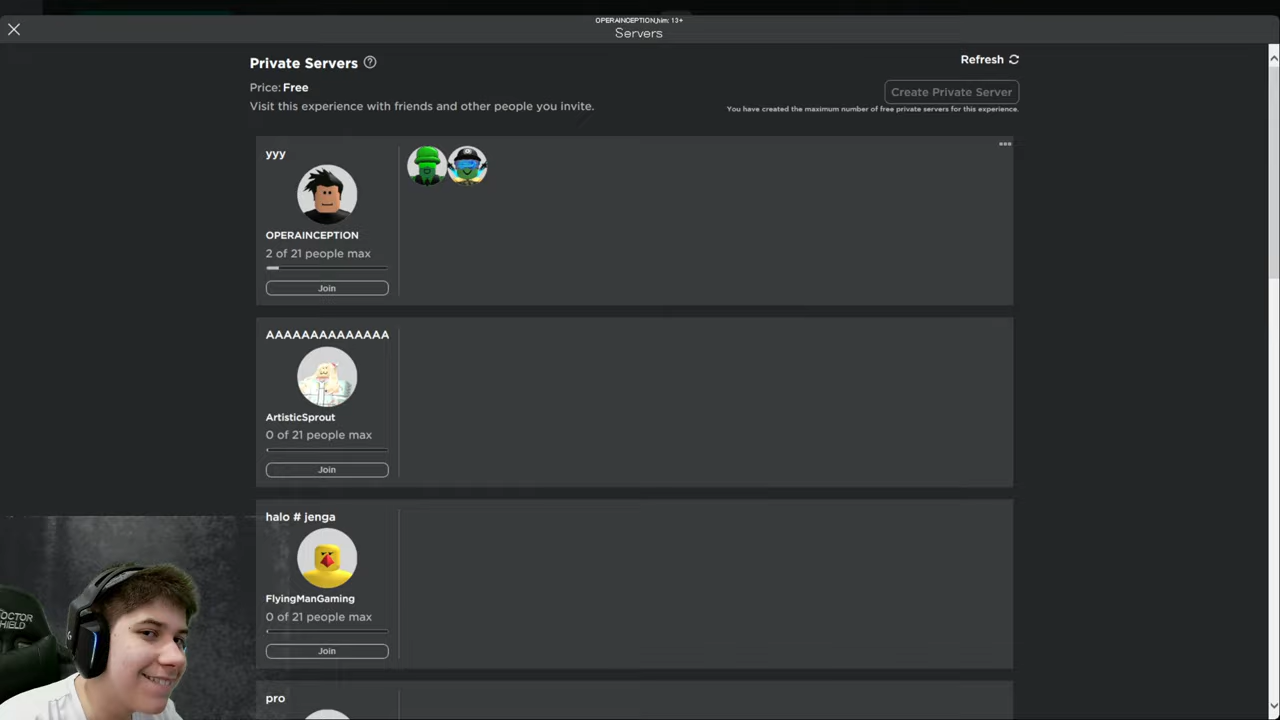 OPERAINCEPTION,him: 13+
Servers
Private Servers ?
Refresh
Price: Free
Create Private Server
Visit this experience with friends and other people you invite.
You have created the maximum number of free private servers for this experience.
yyy
OPERAINCEPTION
2 of 21 people max
Join
AAAAAAAAAAAAAA
ArtisticSprout
0 of 21 people max
Join
halo # jenga
FlyingManGaming
0 of 21 people max
Join
pro